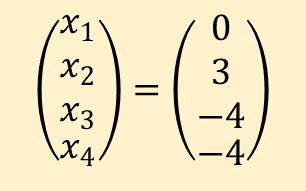 (x₁ x₂ x₃ x₄) = (0 3 −4 −4)